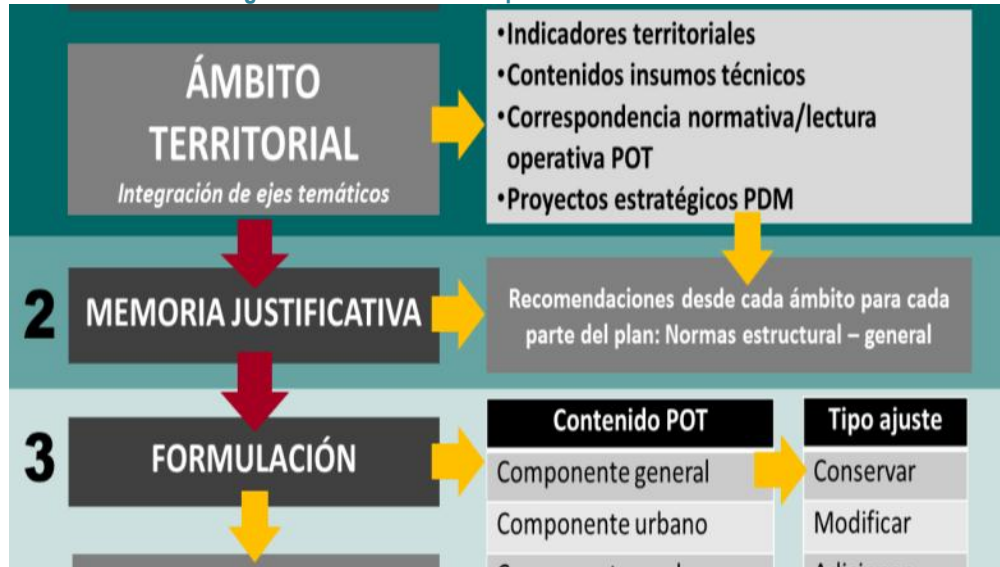 ÁMBITO
TERRITORIAL
Integración de ejes temáticos
•Indicadores territoriales
•Contenidos insumos técnicos
•Correspondencia normativa/lectura
operativa POT
•Proyectos estratégicos PDM
2
MEMORIA JUSTIFICATIVA
Recomendaciones desde cada ámbito para cada
parte del plan: Normas estructural – general
3
FORMULACIÓN
Contenido POT
Componente general
Componente urbano
Tipo ajuste
Conservar
Modificar